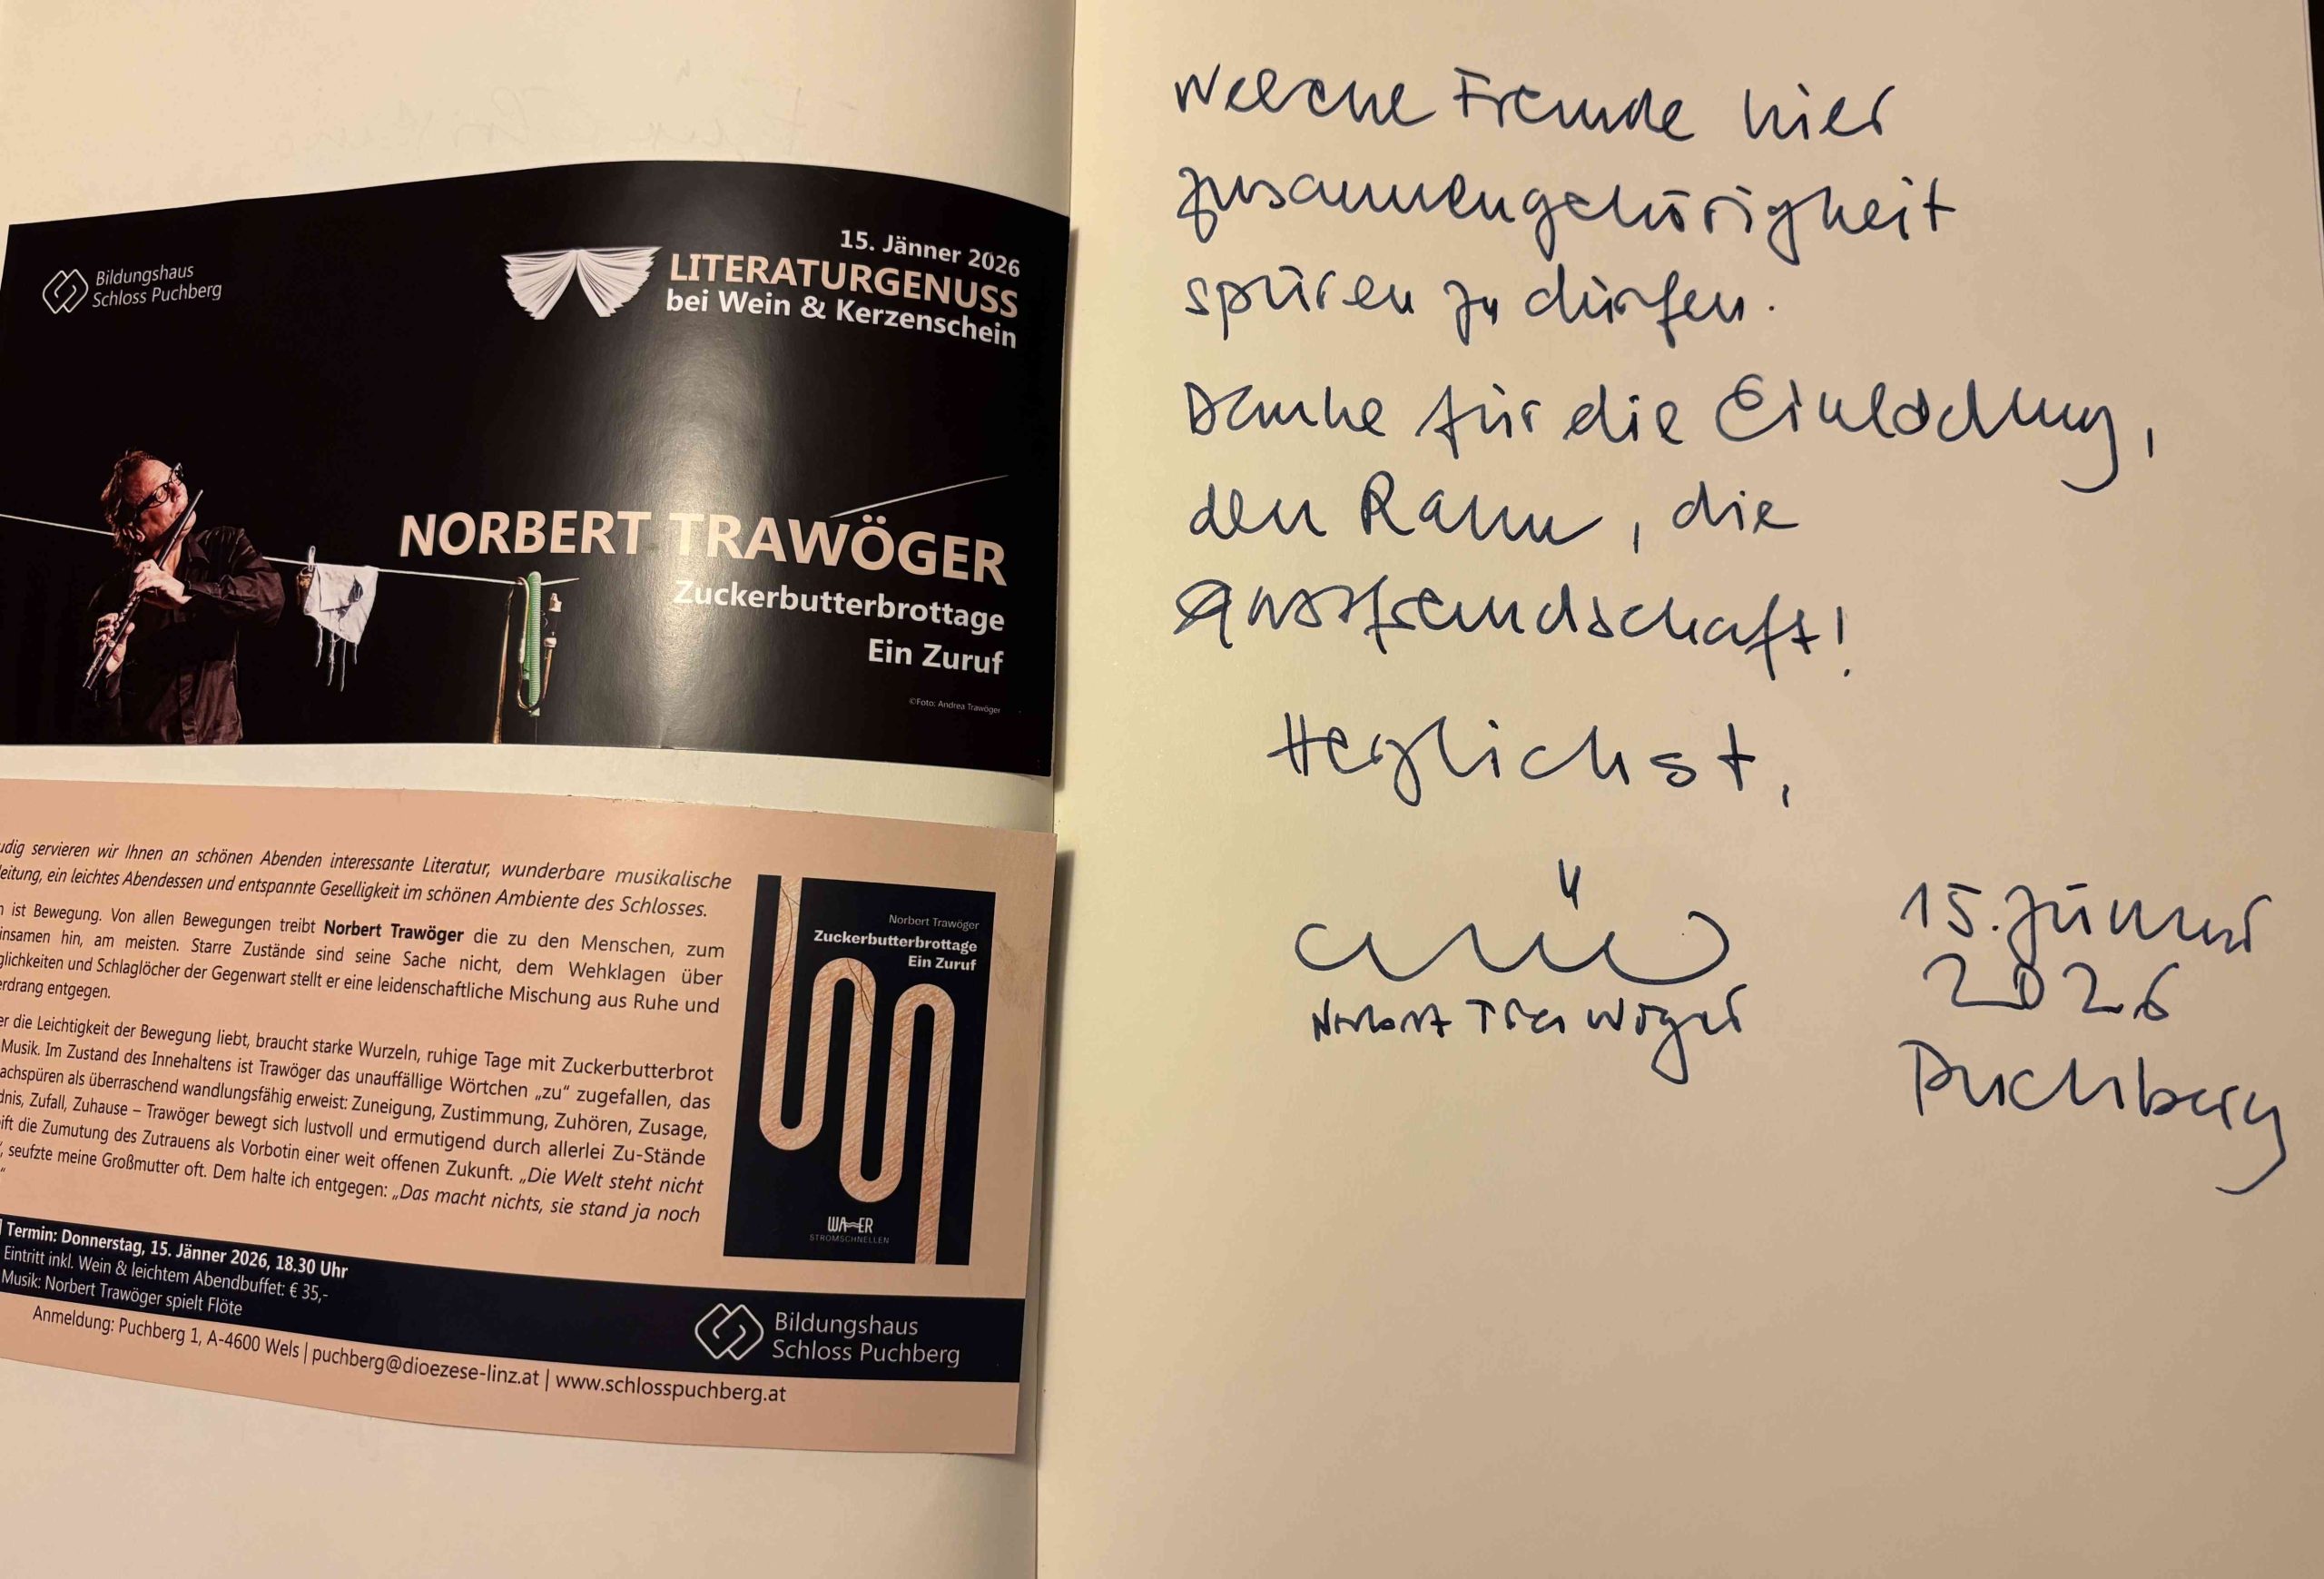 Bildungshaus
Schloss Puchberg
15. Jänner 2026
LITERATURGENUSS
bei Wein & Kerzenschein
NORBERT TRAWÖGER
Zuckerbutterbrottage
Ein Zuruf
©Foto: Andrea Trawöger
servieren wir Ihnen an schönen Abenden interessante Literatur, wunderbare musikalische
ein leichtes Abendessen und entspannte Geselligkeit im schönen Ambiente des Schlosses.
ist Bewegung. Von allen Bewegungen treibt Norbert Trawöger die zu den Menschen, zum
hin, am meisten. Starre Zustände sind seine Sache nicht, dem Wehklagen über
und Schlaglöcher der Gegenwart stellt er eine leidenschaftliche Mischung aus Ruhe und
entgegen.
die Leichtigkeit der Bewegung liebt, braucht starke Wurzeln, ruhige Tage mit Zuckerbutterbrot
Musik. Im Zustand des Innehaltens ist Trawöger das unauffällige Wörtchen „zu“ zugefallen, das
als überraschend wandlungsfähig erweist: Zuneigung, Zustimmung, Zuhören, Zusage,
Zufall, Zuhause – Trawöger bewegt sich lustvoll und ermutigend durch allerlei Zu-Stände
die Zumutung des Zutrauens als Vorbotin einer weit offenen Zukunft. „Die Welt steht nicht
seufzte meine Großmutter oft. Dem halte ich entgegen: „Das macht nichts, sie stand ja noch
Norbert Trawöger
Zuckerbutterbrottage
Ein Zuruf
STROMSCHNELLEN
Termin: Donnerstag, 15. Jänner 2026, 18.30 Uhr
Eintritt inkl. Wein & leichtem Abendbuffet: € 35,-
Musik: Norbert Trawöger spielt Flöte
Bildungshaus
Schloss Puchberg
Anmeldung: Puchberg 1, A-4600 Wels | puchberg@dioezese-linz.at | www.schlosspuchberg.at
Welche Freude hier
zusammengehörigkeit
spüren zu dürfen.
Danke für die Einladung,
den Raum, die
Gastfreundschaft!
Herzlichst,
Norbert Trawöger
15. Jänner
2026
Puchberg